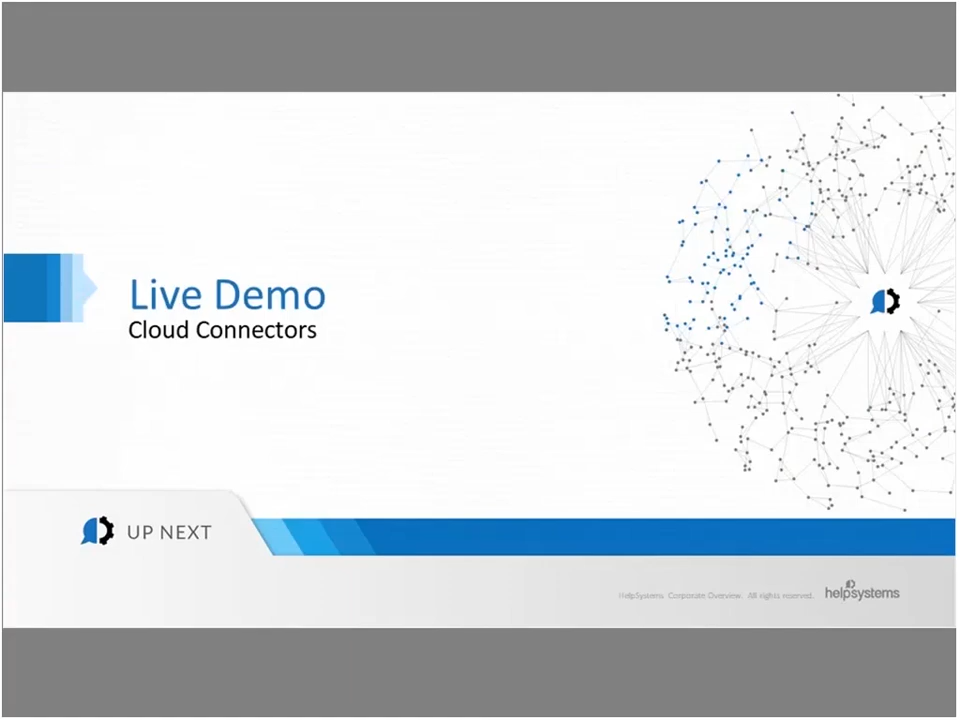 Live Demo
Cloud Connectors
UP NEXT
HelpSystems. Corporate Overview. All rights reserved.
helpsystems